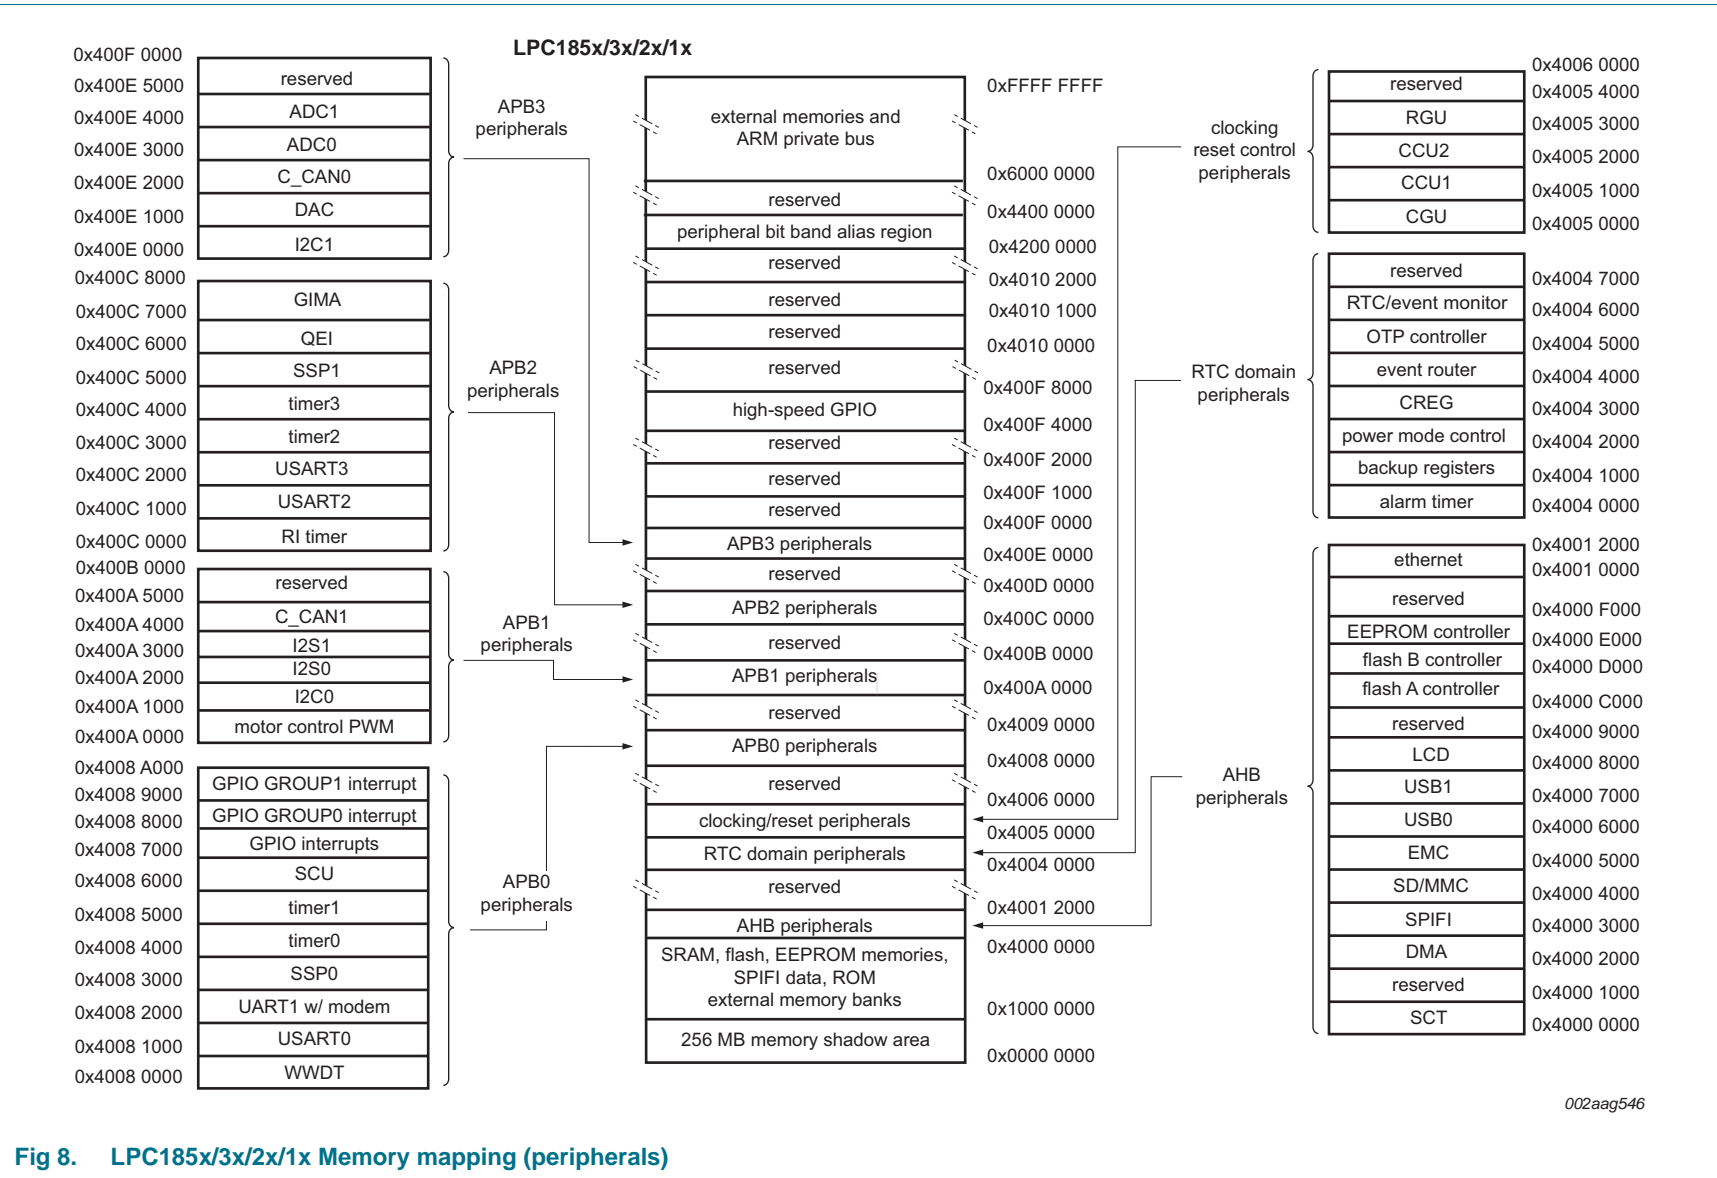 LPC185x/3x/2x/1x
0x400F 0000
reserved
0x400E 5000
ADC1
0x400E 4000
ADC0
0x400E 3000
C_CAN0
0x400E 2000
DAC
0x400E 1000
I2C1
0x400E 0000
APB3
peripherals
0x400C 8000
GIMA
0x400C 7000
QEI
0x400C 6000
SSP1
0x400C 5000
timer3
0x400C 4000
timer2
0x400C 3000
USART3
0x400C 2000
USART2
0x400C 1000
RI timer
0x400C 0000
APB2
peripherals
0x400B 0000
reserved
0x400A 5000
C_CAN1
0x400A 4000
I2S1
0x400A 3000
I2S0
0x400A 2000
I2C0
0x400A 1000
motor control PWM
0x400A 0000
APB1
peripherals
0x4008 A000
GPIO GROUP1 interrupt
0x4008 9000
GPIO GROUP0 interrupt
0x4008 8000
GPIO interrupts
0x4008 7000
SCU
0x4008 6000
timer1
0x4008 5000
timer0
0x4008 4000
SSP0
0x4008 3000
UART1 w/ modem
0x4008 2000
USART0
0x4008 1000
WWDT
0x4008 0000
APB0
peripherals
0xFFFF FFFF
external memories and
ARM private bus
0x6000 0000
reserved
0x4400 0000
peripheral bit band alias region
0x4200 0000
reserved
0x4010 2000
reserved
0x4010 1000
reserved
0x4010 0000
reserved
0x400F 8000
high-speed GPIO
0x400F 4000
reserved
0x400F 2000
reserved
0x400F 1000
reserved
0x400F 0000
APB3 peripherals
0x400E 0000
reserved
0x400D 0000
APB2 peripherals
0x400C 0000
reserved
0x400B 0000
APB1 peripherals
0x400A 0000
reserved
0x4009 0000
APB0 peripherals
0x4008 0000
reserved
0x4006 0000
clocking/reset peripherals
0x4005 0000
RTC domain peripherals
0x4004 0000
reserved
0x4001 2000
AHB peripherals
0x4000 0000
SRAM, flash, EEPROM memories,
SPIFI data, ROM
external memory banks
0x1000 0000
256 MB memory shadow area
0x0000 0000
clocking
reset control
peripherals
0x4006 0000
reserved
0x4005 4000
RGU
0x4005 3000
CCU2
0x4005 2000
CCU1
0x4005 1000
CGU
0x4005 0000
RTC domain
peripherals
reserved
0x4004 7000
RTC/event monitor
0x4004 6000
OTP controller
0x4004 5000
event router
0x4004 4000
CREG
0x4004 3000
power mode control
0x4004 2000
backup registers
0x4004 1000
alarm timer
0x4004 0000
AHB
peripherals
0x4001 2000
ethernet
0x4001 0000
reserved
0x4000 F000
EEPROM controller
0x4000 E000
flash B controller
0x4000 D000
flash A controller
0x4000 C000
reserved
0x4000 9000
LCD
0x4000 8000
USB1
0x4000 7000
USB0
0x4000 6000
EMC
0x4000 5000
SD/MMC
0x4000 4000
SPIFI
0x4000 3000
DMA
0x4000 2000
reserved
0x4000 1000
SCT
0x4000 0000
002aag546
Fig 8. LPC185x/3x/2x/1x Memory mapping (peripherals)